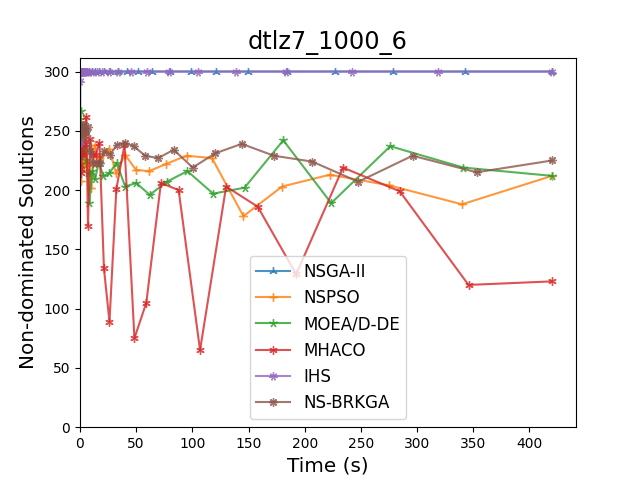 dtlz7_1000_6
Non-dominated Solutions
300
250
200
150
100
50
0
0 50 100 150 200 250 300 350 400
Time (s)
NSGA-II
NSPSO
MOEA/D-DE
MHACO
IHS
NS-BRKGA